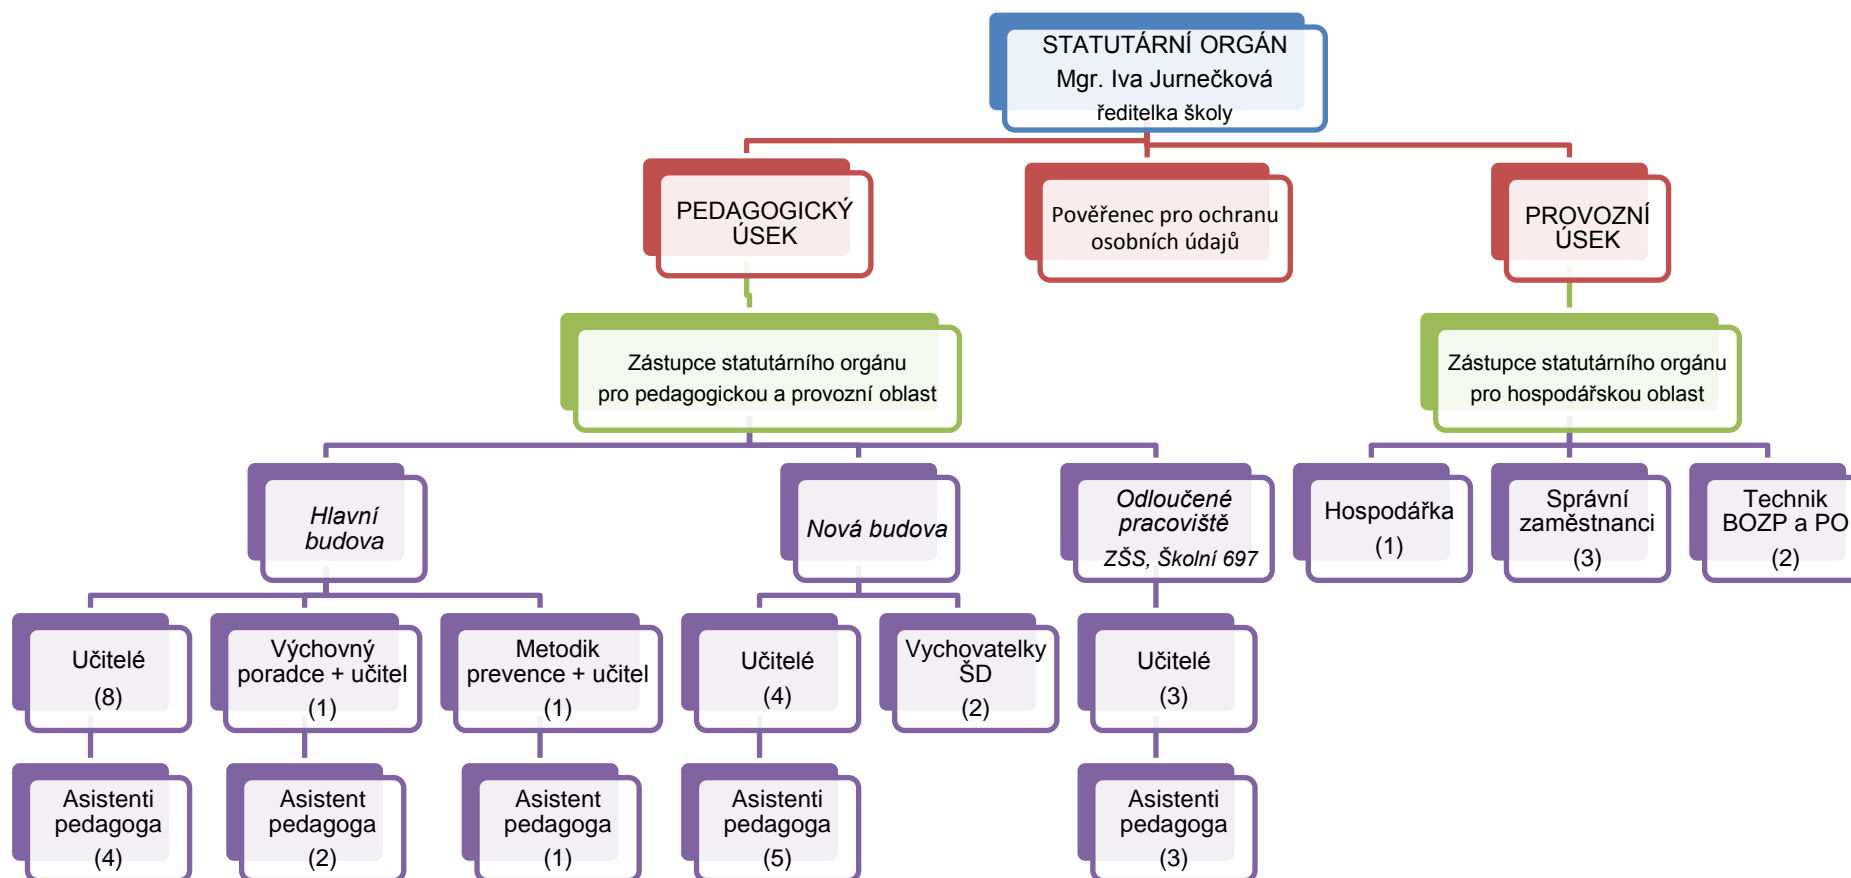 STATUTÁRNÍ ORGÁN
Mgr. Iva Jurnečková
ředitelka školy
PEDAGOGICKÝ
ÚSEK
Pověřenec pro ochranu
osobních údajů
PROVOZNÍ
ÚSEK
Zástupce statutárního orgánu
pro pedagogickou a provozní oblast
Zástupce statutárního orgánu
pro hospodářskou oblast
Hlavní
budova
Nová budova
Odloučené
pracoviště
ZŠS, Školní 697
Hospodářka
(1)
Správní
zaměstnanci
(3)
Technik
BOZP a PO
(2)
Učitelé
(8)
Výchovný
poradce + učitel
(1)
Metodik
prevence + učitel
(1)
Učitelé
(4)
Vychovatelky
ŠD
(2)
Učitelé
(3)
Asistenti
pedagoga
(4)
Asistent
pedagoga
(2)
Asistent
pedagoga
(1)
Asistenti
pedagoga
(5)
Asistenti
pedagoga
(3)